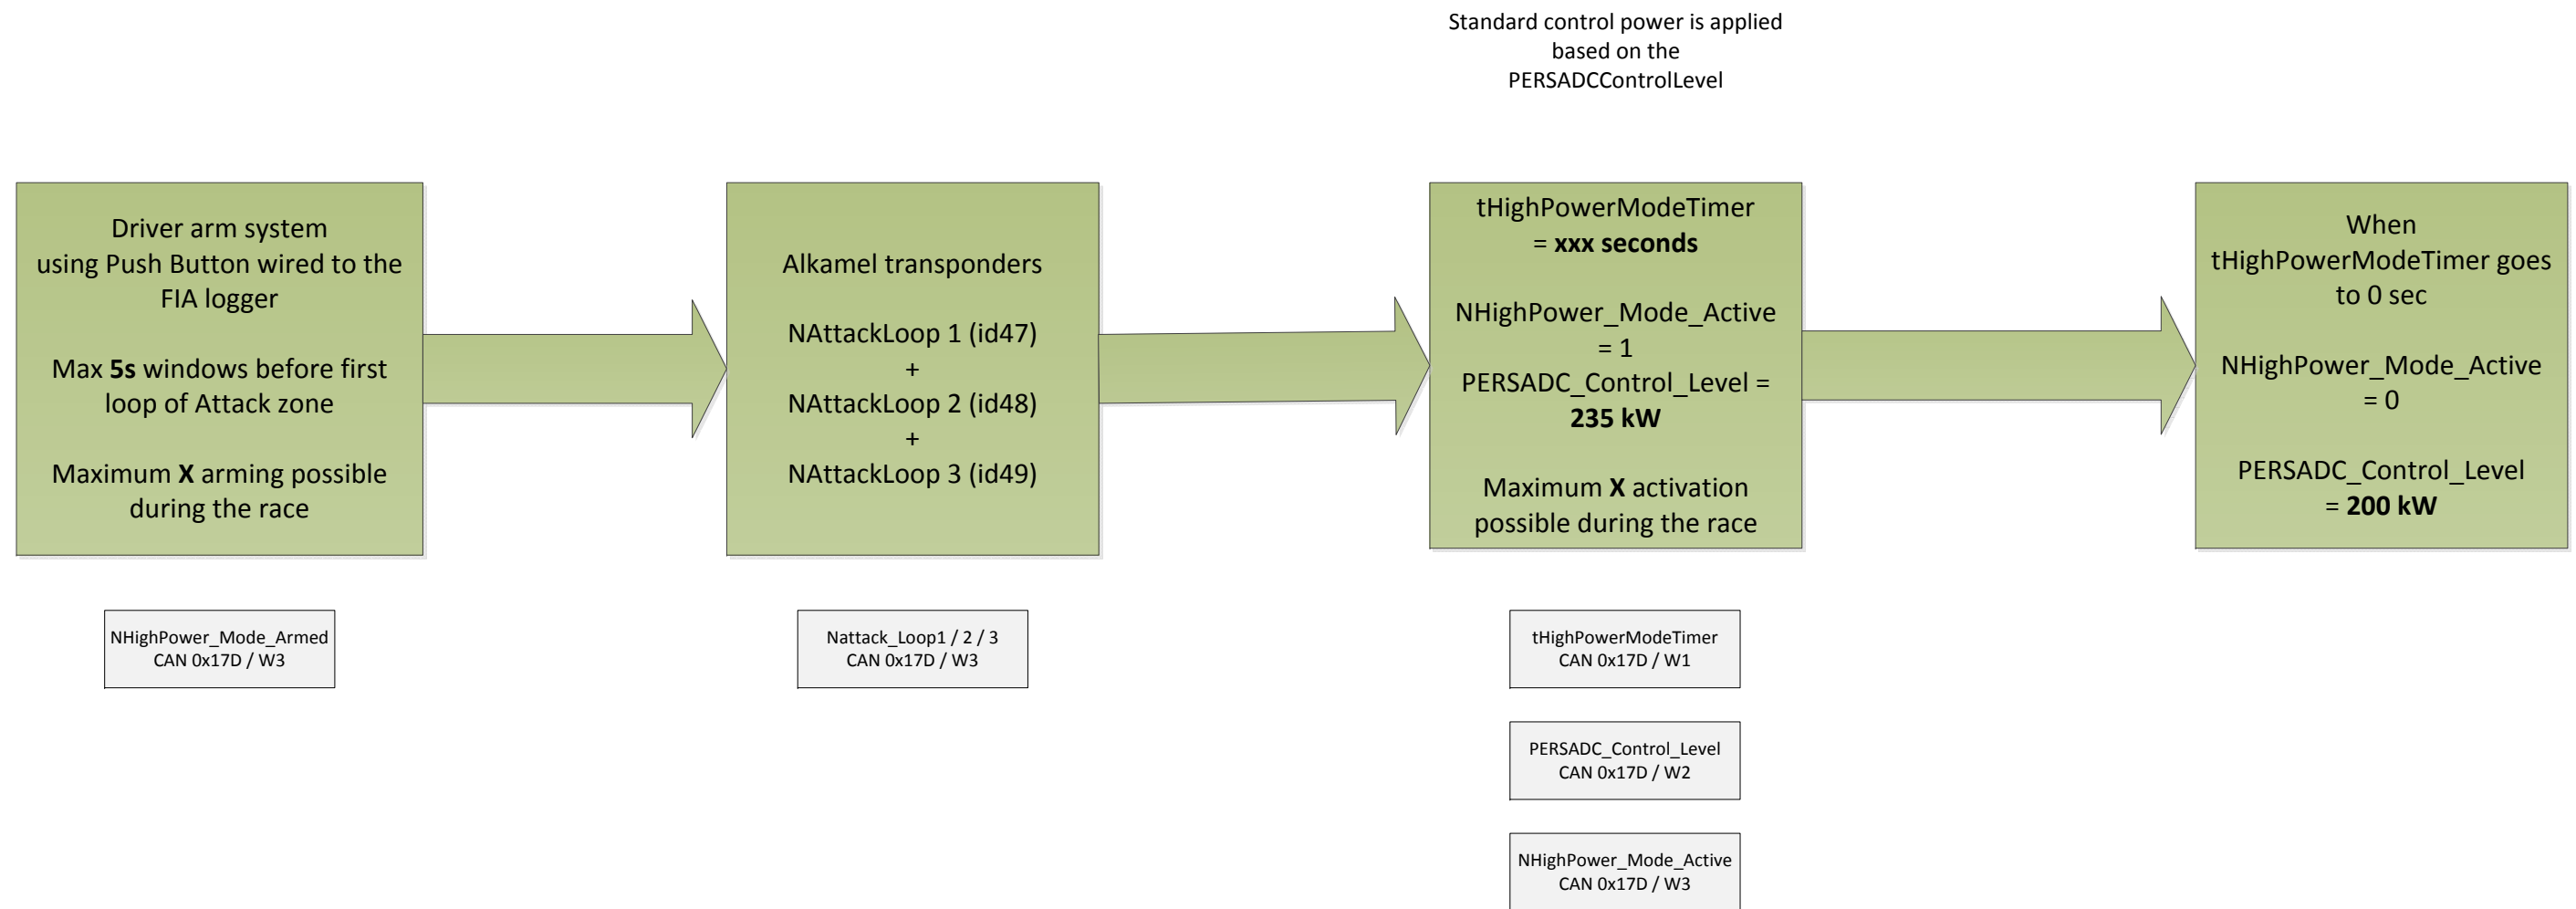 Standard control power is applied
based on the
PERSADCControlLevel
Driver arm system
using Push Button wired to the
FIA logger
Max 5s windows before first
loop of Attack zone
Maximum X arming possible
during the race
Alkamel transponders
NAttackLoop 1 (id47)
+
NAttackLoop 2 (id48)
+
NAttackLoop 3 (id49)
tHighPowerModeTimer
= xxx seconds
NHighPower_Mode_Active
= 1
PERSADC_Control_Level =
235 kW
Maximum X activation
possible during the race
When
tHighPowerModeTimer goes
to 0 sec
NHighPower_Mode_Active
= 0
PERSADC_Control_Level
= 200 kW
NHighPower_Mode_Armed
CAN 0x17D / W3
Nattack_Loop1 / 2 / 3
CAN 0x17D / W3
tHighPowerModeTimer
CAN 0x17D / W1
PERSADC_Control_Level
CAN 0x17D / W2
NHighPower_Mode_Active
CAN 0x17D / W3